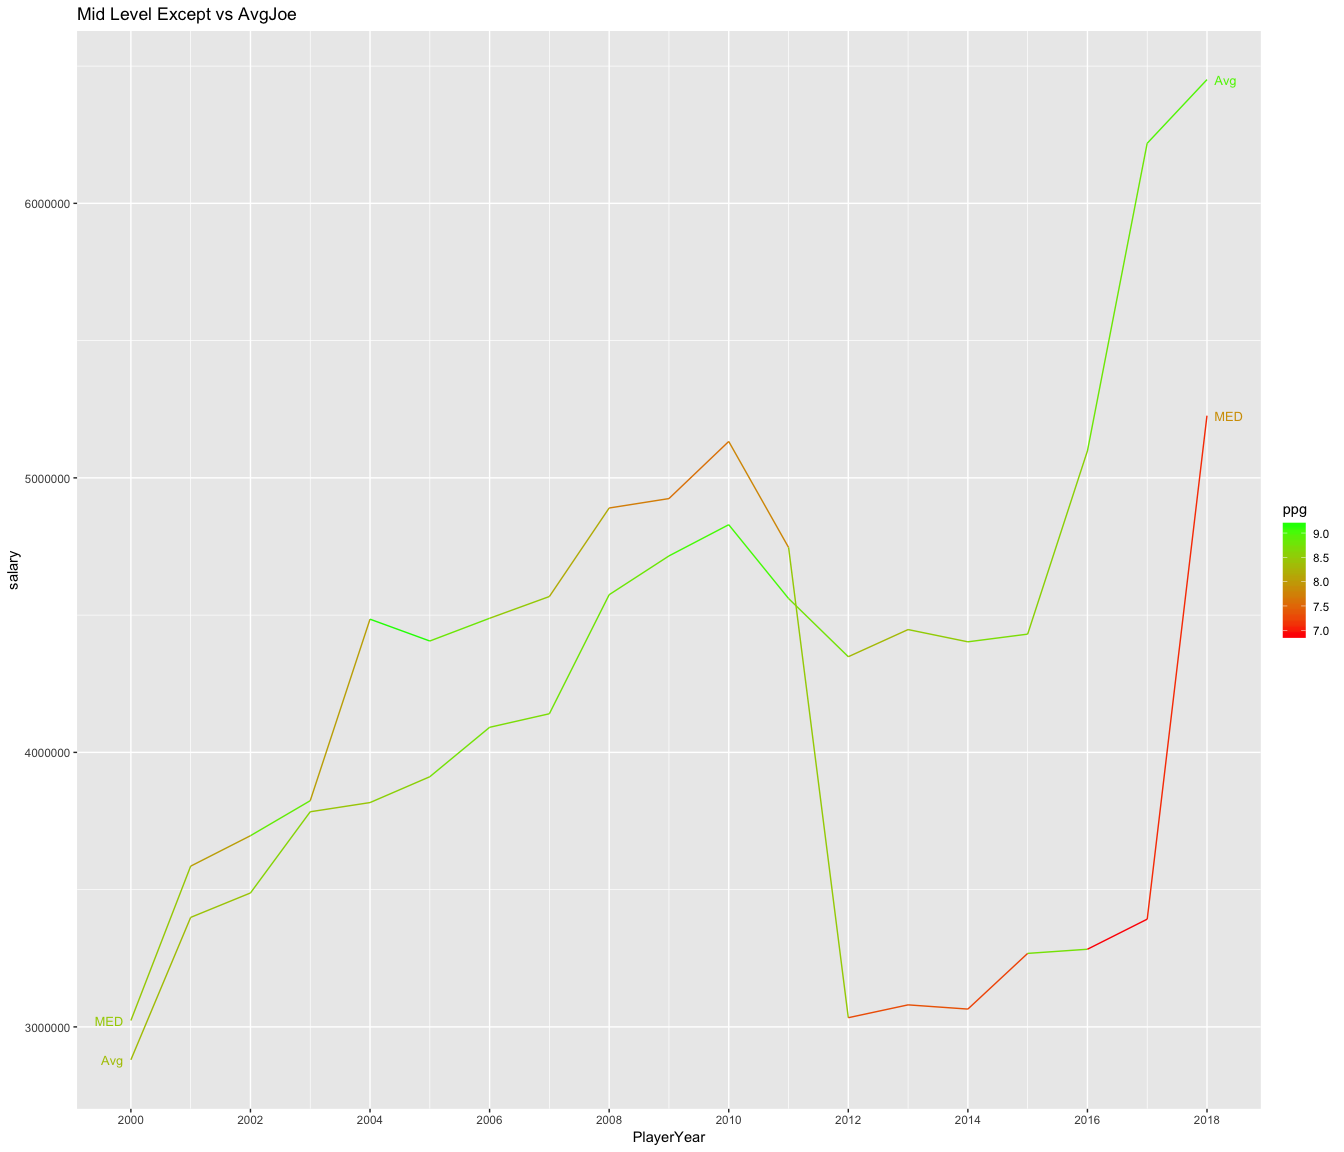 Mid Level Except vs AvgJoe
Avg
6000000
MED
5000000
ppg
9.0
8.5
8.0
7.5
7.0
salary
4000000
MED
3000000
Avg
2000 2002 2004 2006 2008 2010 2012 2014 2016 2018
PlayerYear